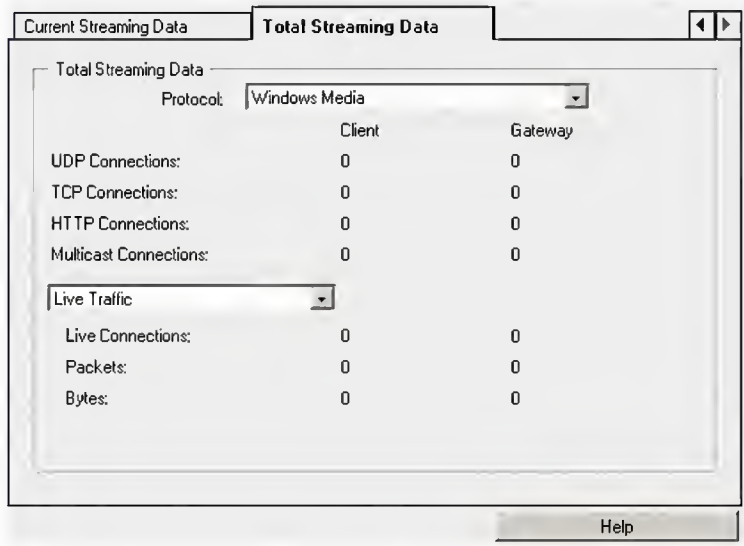 Current Streaming Data Total Streaming Data
Total Streaming Data
Protocol: Windows Media
Client Gateway
UDP Connections: 0 0
TCP Connections: 0 0
HTTP Connections: 0 0
Multicast Connections: 0 0
Live Traffic
Live Connections: 0 0
Packets: 0 0
Bytes: 0 0
Help